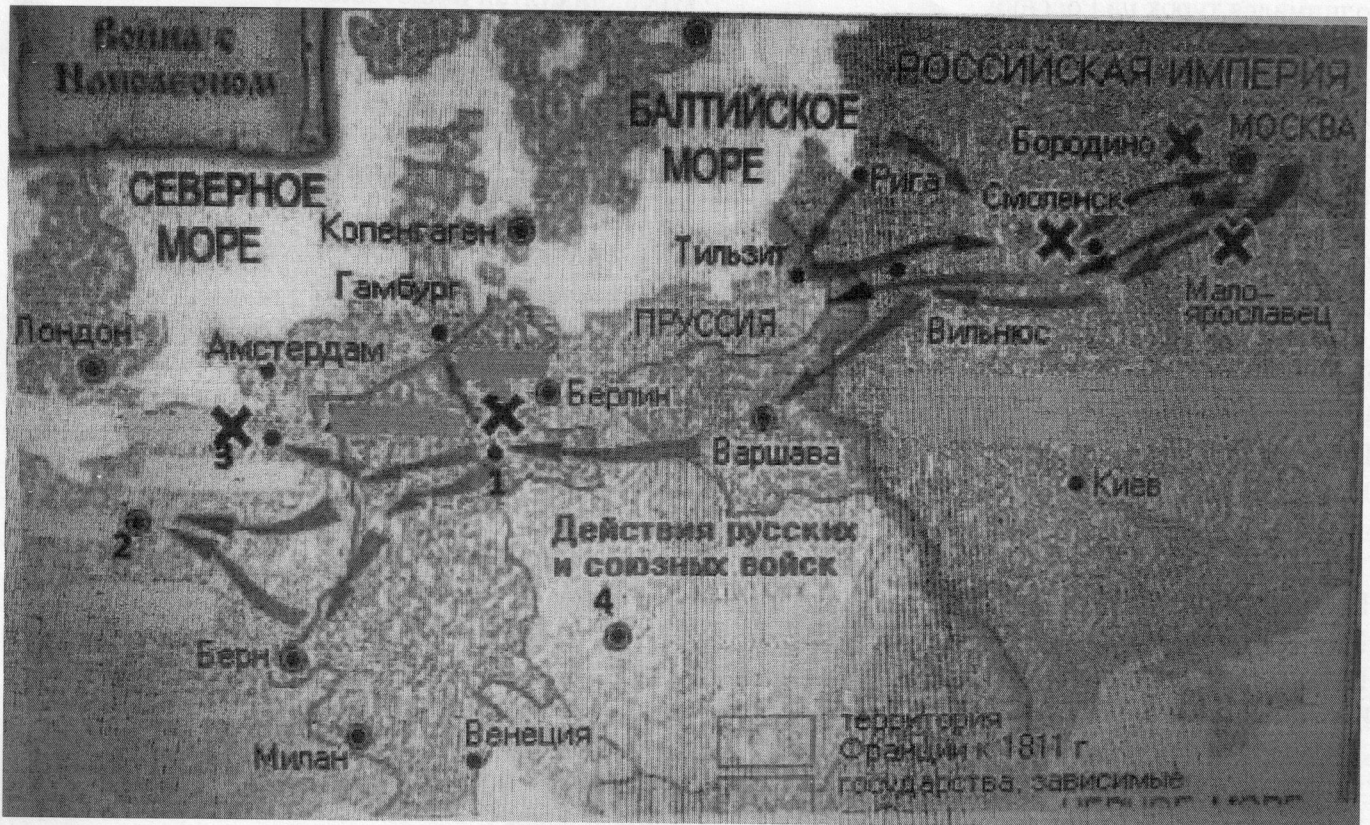 Война с
Наполеоном
РОССИЙСКАЯ ИМПЕРИЯ
БАЛТИЙСКОЕ
МОРЕ
МОСКВА
Бородино
Рига
Смоленск
СЕВЕРНОЕ
МОРЕ
Копенгаген
Тильзит
Гамбург
Мало-
ярославец
ПРУССИЯ
Вильнюс
Лондон
Амстердам
Берлин
Варшава
3
1
Киев
2
Действия русских
и союзных войск
4
Берн
Милан
Венеция
территория
Франции к 1811 г.
государства, зависимые